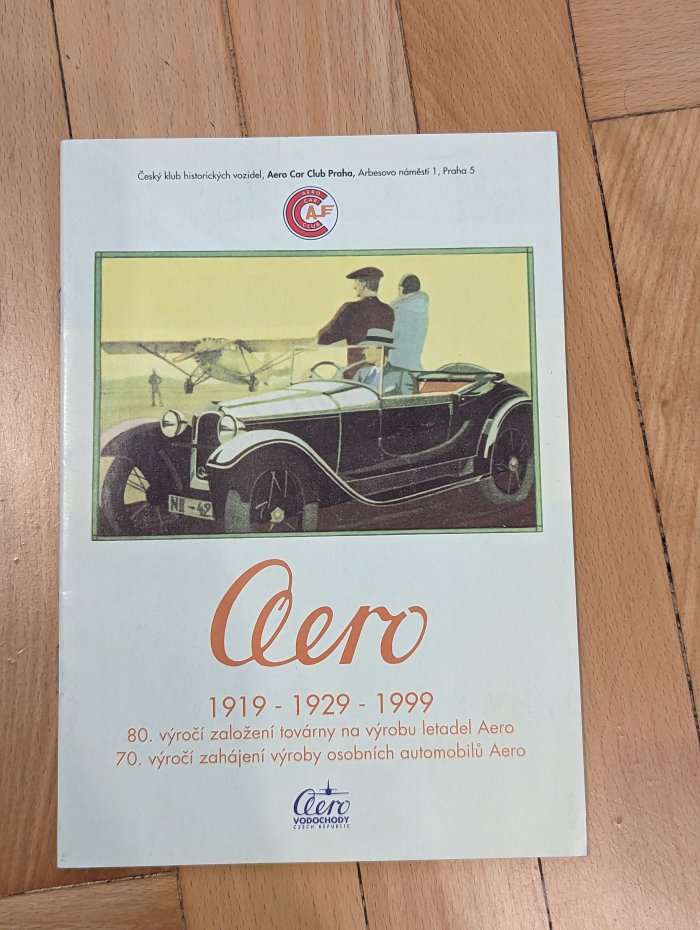 Český klub historických vozidel, Aero Car Club Praha, Arbesovo náměstí 1, Praha 5
AERO
CAR
CLUB
NII - 49
Aero
1919 - 1929 - 1999
80. výročí založení továrny na výrobu letadel Aero
70. výročí zahájení výroby osobních automobilů Aero
Aero
VODOCHODY
CZECH REPUBLIC